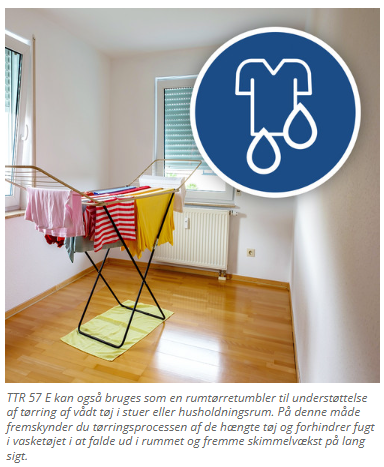 TTR 57 E kan også bruges som en rumtørretumbler til understøttelse
af tørring af vådt tøj i stuer eller husholdningsrum. På denne måde
fremskynder du tørringsprocessen af de hængte tøj og forhindrer fugt
i vasketøjet i at falde ud i rummet og fremme skimmelvækst på lang
sigt.